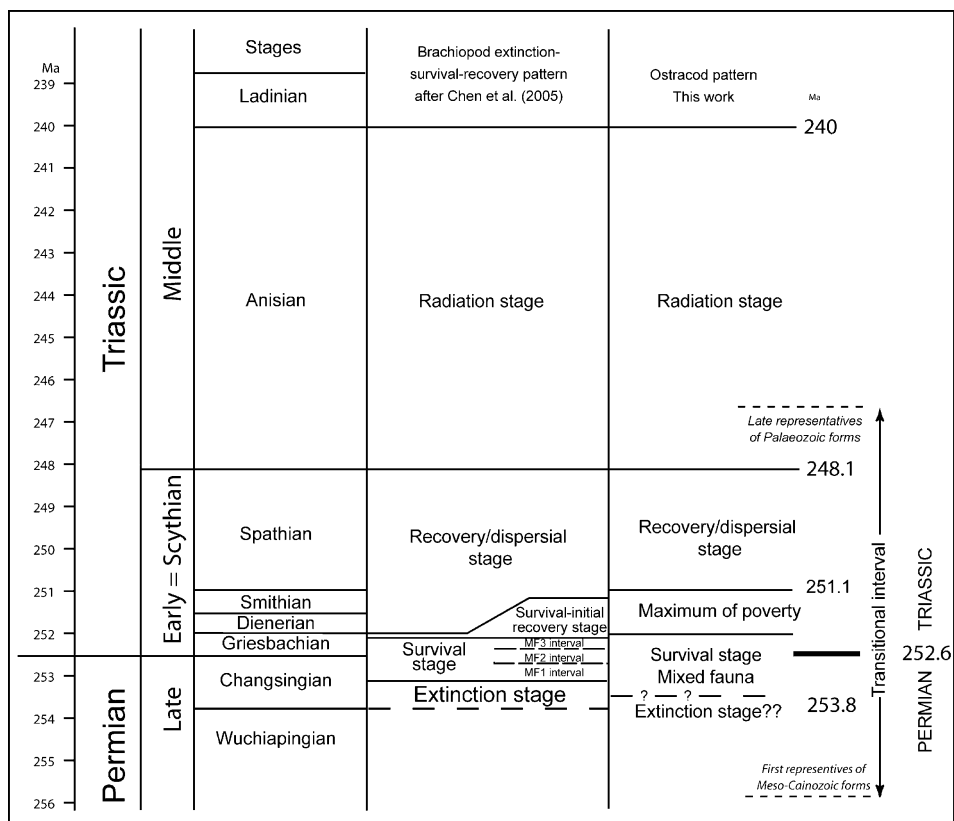 Ma
239
240
241
242
243
244
245
246
247
248
249
250
251
252
253
254
255
256
Triassic
Permian
Middle
Early = Scythian
Late
Stages
Ladinian
Anisian
Spathian
Smithian
Dienerian
Griesbachian
Changsingian
Wuchiapingian
Brachiopod extinction-
survival-recovery pattern
after Chen et al. (2005)
Radiation stage
Recovery/dispersial
stage
Survival-initial
recovery stage
Survival
stage
MF3 interval
MF2 interval
MF1 interval
Extinction stage
Ostracod pattern
This work
Radiation stage
Recovery/dispersial
stage
Maximum of poverty
Survival stage
Mixed fauna
? ?
Extinction stage??
Ma
240
Late representatives
of Palaeozoic forms
248.1
251.1
252.6
253.8
First representives of
Meso-Cainozoic forms
Transitional interval
PERMIAN TRIASSIC